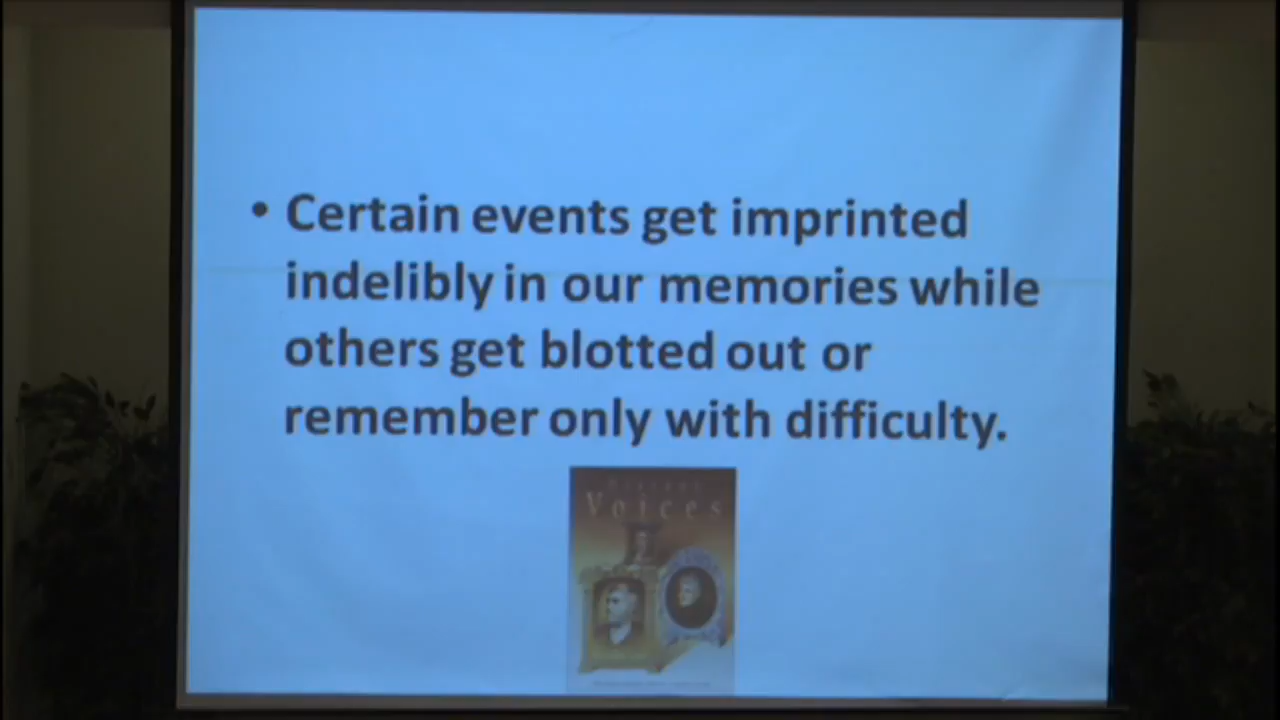 • Certain events get imprinted
indelibly in our memories while
others get blotted out or
remember only with difficulty.
Voices